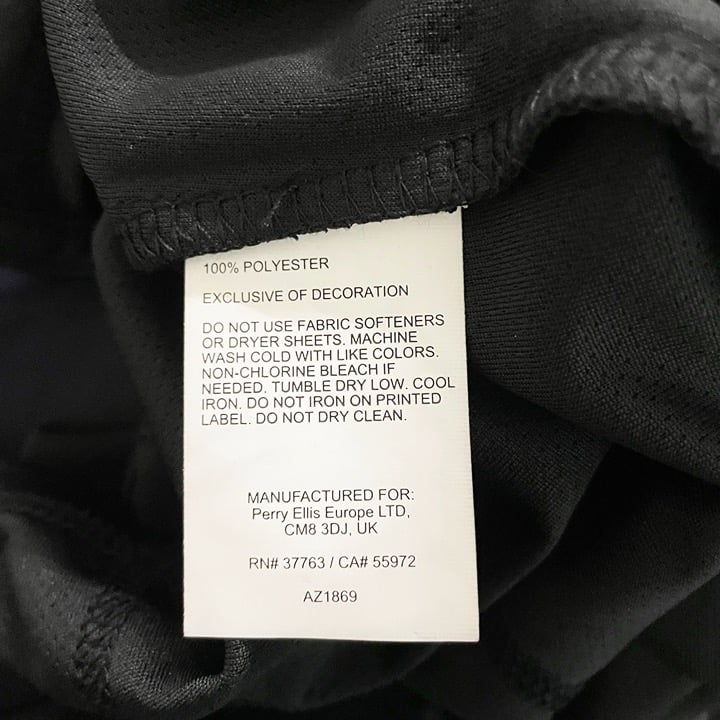 100% POLYESTER
EXCLUSIVE OF DECORATION
DO NOT USE FABRIC SOFTENERS
OR DRYER SHEETS. MACHINE
WASH COLD WITH LIKE COLORS.
NON-CHLORINE BLEACH IF
NEEDED. TUMBLE DRY LOW. COOL
IRON. DO NOT IRON ON PRINTED
LABEL. DO NOT DRY CLEAN.
MANUFACTURED FOR:
Perry Ellis Europe LTD,
CM8 3DJ, UK
RN# 37763 / CA# 55972
AZ1869